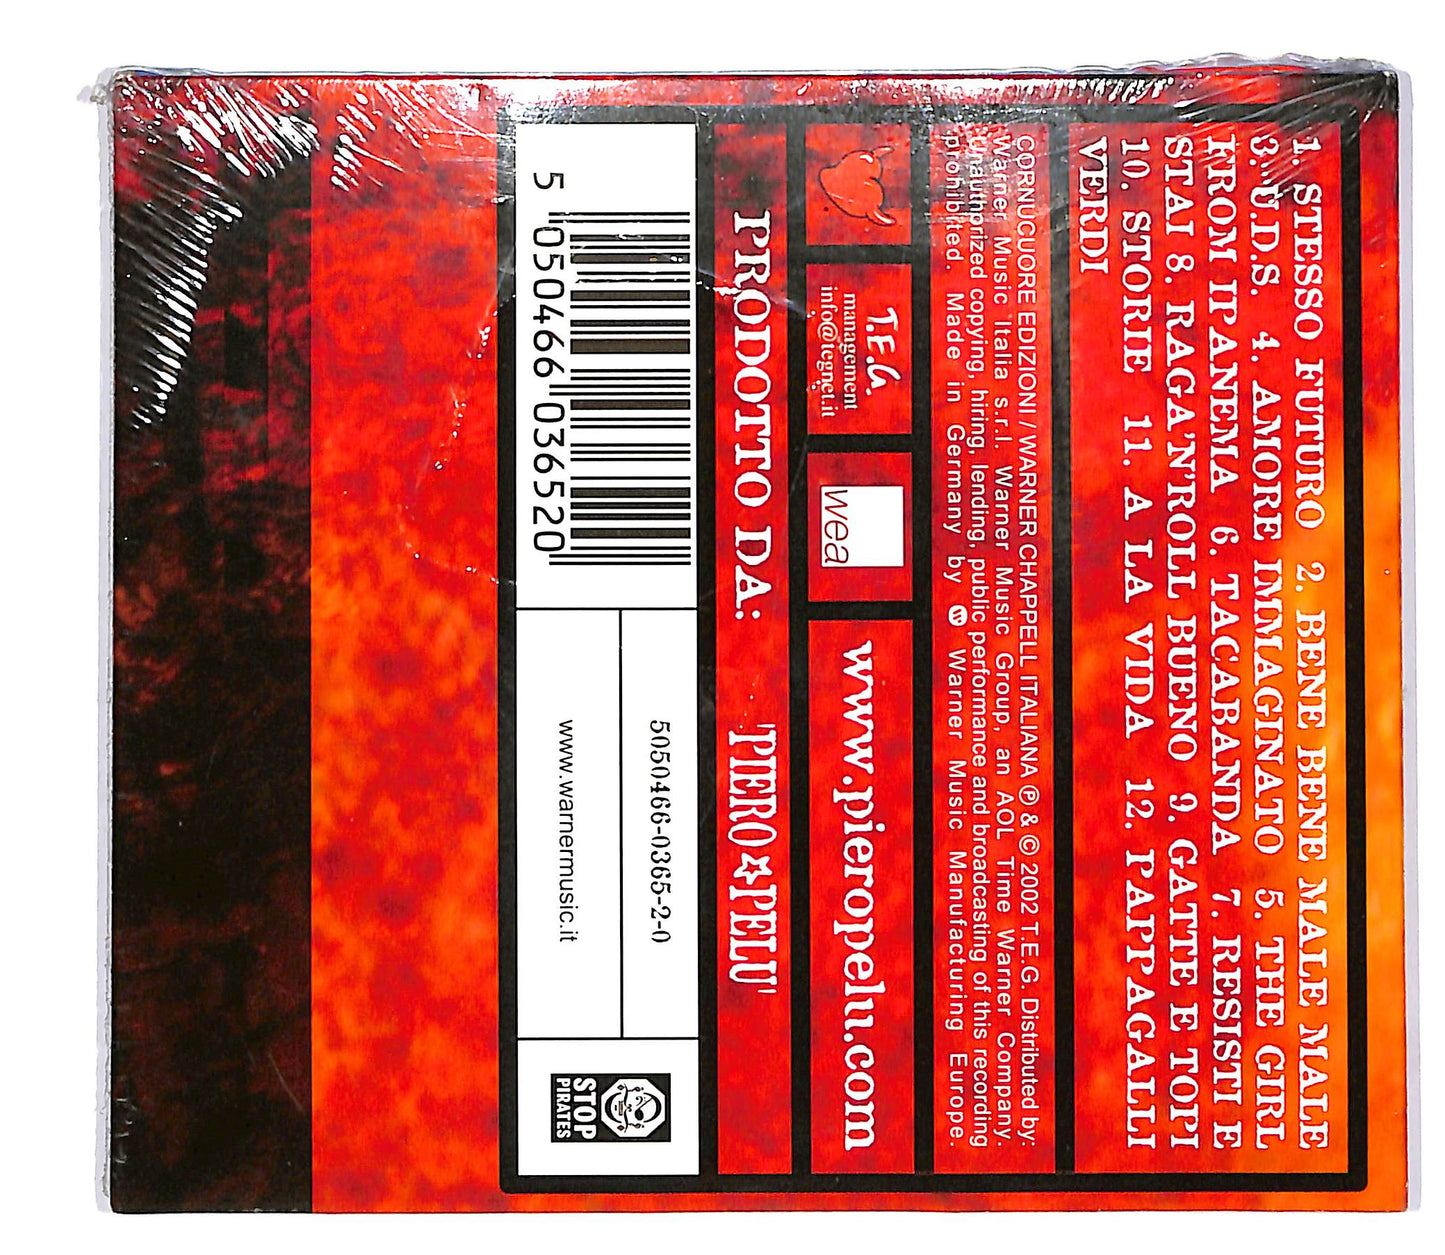 1. STESSO FUTURO 2. BENE BENE MALE MALE
3. U.D.S. 4. AMORE IMMAGINATO 5. THE GIRL
FROM IPANEMA 6. TACABANDA 7. RESISTI E
STAI 8. RAGA'N'ROLL BUENO 9. GATTE E TOPI
10. STORIE 11. A LA VIDA 12. PAPPAGALLI
VERDI
CORNUCUORE EDIZIONI / WARNER CHAPPELL ITALIANA ℗ & © 2002 T.E.G. Distributed by:
Warner Music Italia s.r.l. Warner Music Group, an AOL Time Warner Company.
Unauthorized copying, hiring, lending, public performance and broadcasting of this recording
prohibited. Made in Germany by Warner Music Manufacturing Europe.
T.E.G.
management
info@tegnet.it
wea
www.pieropelu.com
PRODOTTO DA: 'PIERO☆PELU'
5 050466 036520
5050466-0365-2-0
www.warnermusic.it
STOP
PIRATES